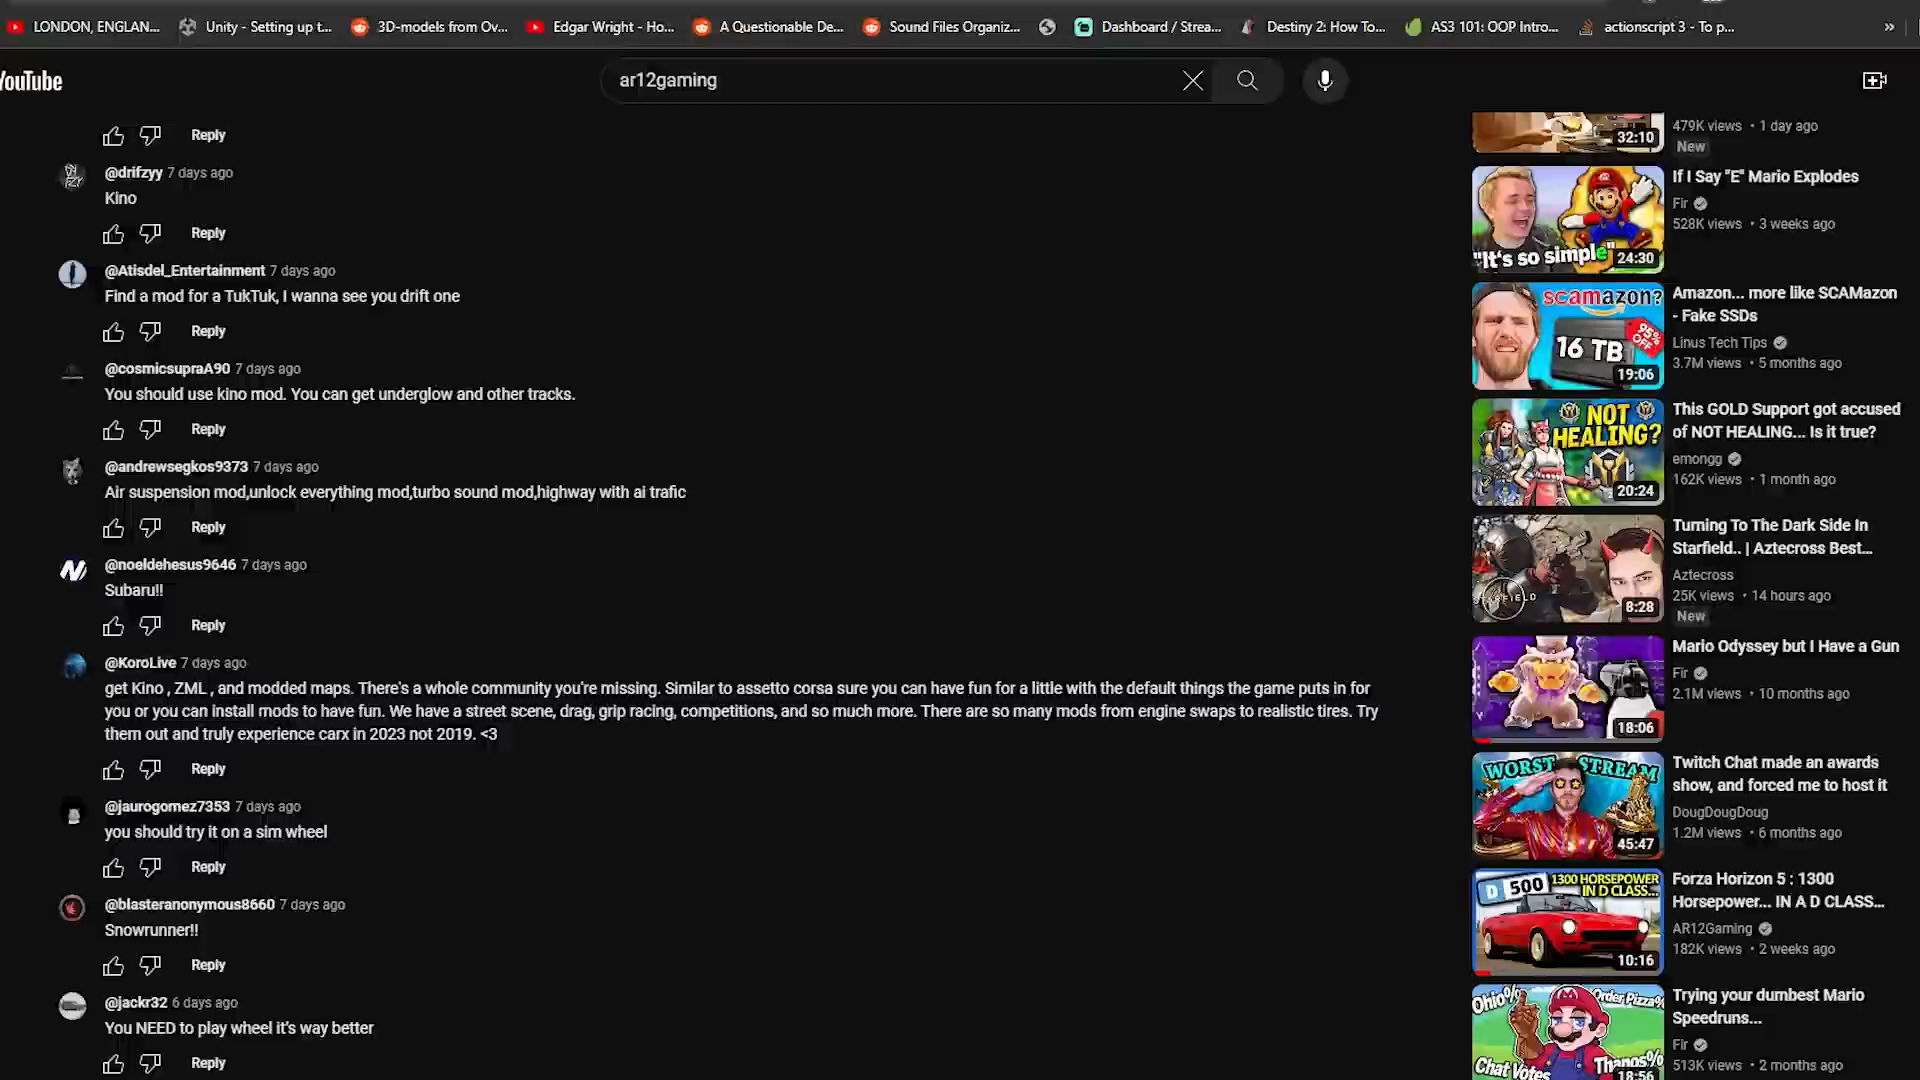 LONDON, ENGLAN...
Unity - Setting up t...
3D-models from Ov...
Edgar Wright - Ho...
A Questionable De...
Sound Files Organiz...
Dashboard / Strea...
Destiny 2: How To...
AS3 101: OOP Intro...
actionscript 3 - To p...
»
YouTube
ar12gaming
Reply
@drifzyy 7 days ago
Kino
Reply
@Atisdel_Entertainment 7 days ago
Find a mod for a TukTuk, I wanna see you drift one
Reply
@cosmicsupraA90 7 days ago
You should use kino mod. You can get underglow and other tracks.
Reply
@andrewsegkos9373 7 days ago
Air suspension mod,unlock everything mod,turbo sound mod,highway with ai trafic
Reply
@noeldehesus9646 7 days ago
Subaru!!
Reply
@KoroLive 7 days ago
get Kino , ZML , and modded maps. There's a whole community you're missing. Similar to assetto corsa sure you can have fun for a little with the default things the game puts in for
you or you can install mods to have fun. We have a street scene, drag, grip racing, competitions, and so much more. There are so many mods from engine swaps to realistic tires. Try
them out and truly experience carx in 2023 not 2019. <3
Reply
@jaurogomez7353 7 days ago
you should try it on a sim wheel
Reply
@blasteranonymous8660 7 days ago
Snowrunner!!
Reply
@jackr32 6 days ago
You NEED to play wheel it's way better
Reply
32:10
479K views • 1 day ago
New
"It's so simple"
24:30
If I Say "E" Mario Explodes
Fir
528K views • 3 weeks ago
scamazon?
16 TB
95% OFF
19:06
Amazon... more like SCAMazon
- Fake SSDs
Linus Tech Tips
3.7M views • 5 months ago
NOT
HEALING?
20:24
This GOLD Support got accused
of NOT HEALING... Is it true?
emongg
162K views • 1 month ago
STARFIELD
8:28
Turning To The Dark Side In
Starfield.. | Aztecross Best...
Aztecross
25K views • 14 hours ago
New
18:06
Mario Odyssey but I Have a Gun
Fir
2.1M views • 10 months ago
WORST STREAM
45:47
Twitch Chat made an awards
show, and forced me to host it
DougDougDoug
1.2M views • 6 months ago
D 500
1300 HORSEPOWER
IN D CLASS...
10:16
Forza Horizon 5 : 1300
Horsepower... IN A D CLASS...
AR12Gaming
182K views • 2 weeks ago
Ohio%
Order Pizza%
Chat Votes
Thanos%
18:56
Trying your dumbest Mario
Speedruns...
Fir
513K views • 2 months ago